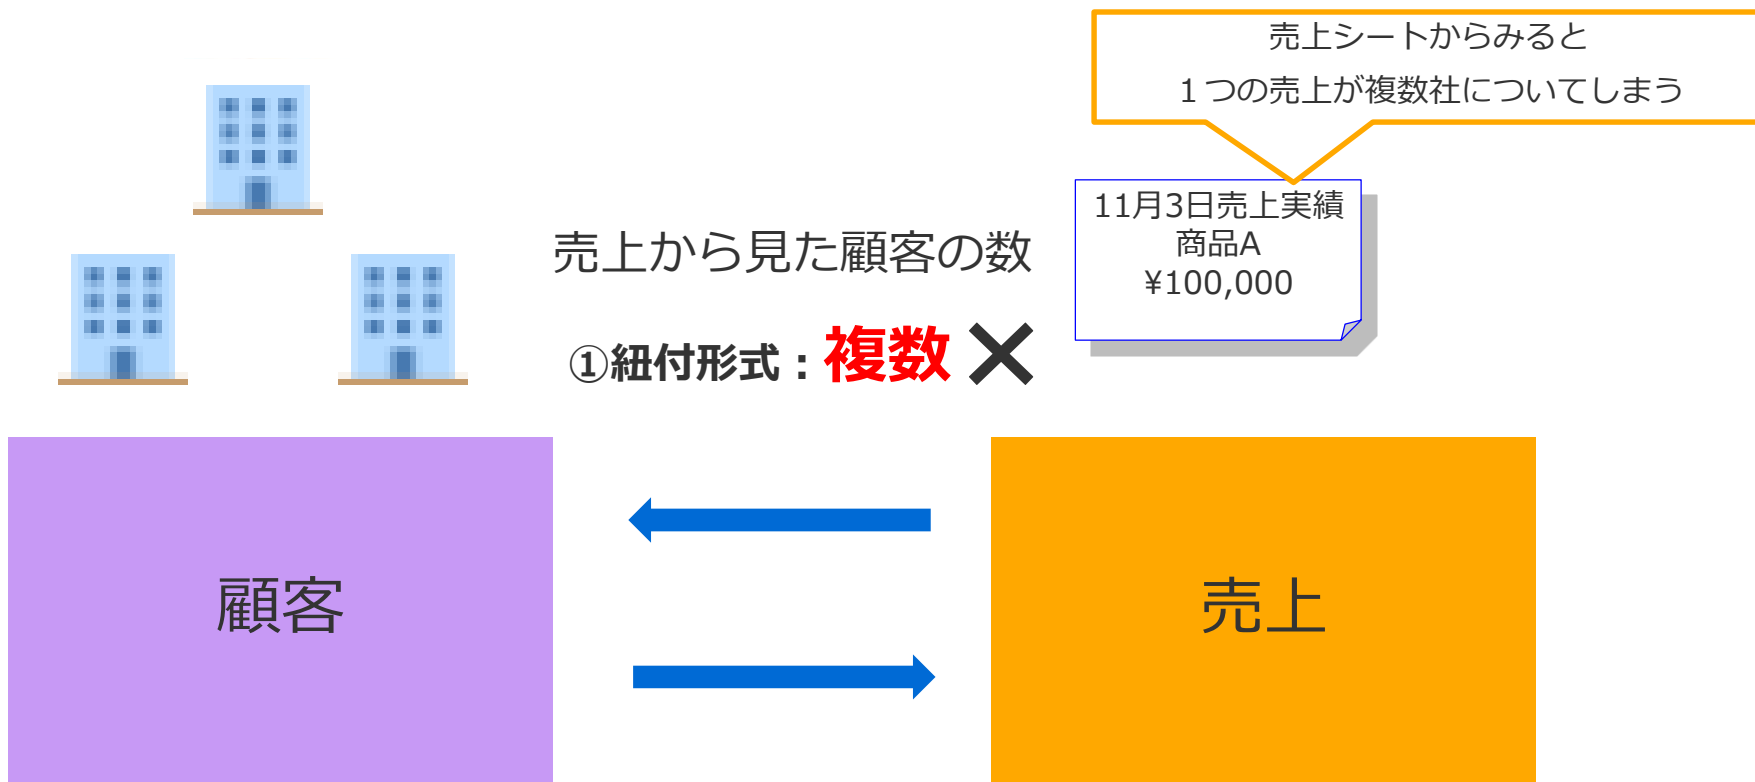 売上シートからみると
１つの売上が複数社についてしまう
11月3日売上実績
商品A
¥100,000
売上から見た顧客の数
①紐付形式：複数✕
顧客
売上